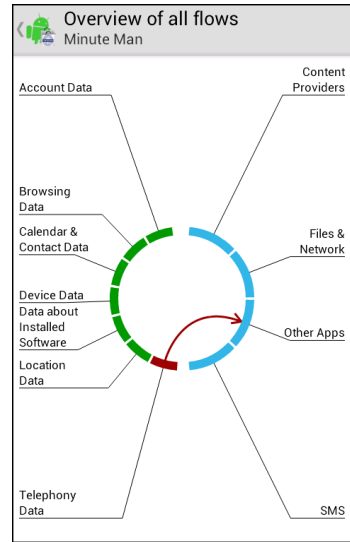 Overview of all flows
Minute Man
Content
Providers
Account Data
Browsing
Data
Calendar &
Contact Data
Files &
Network
Device Data
Data about
Installed
Software
Other Apps
Location
Data
Telephony
Data
SMS